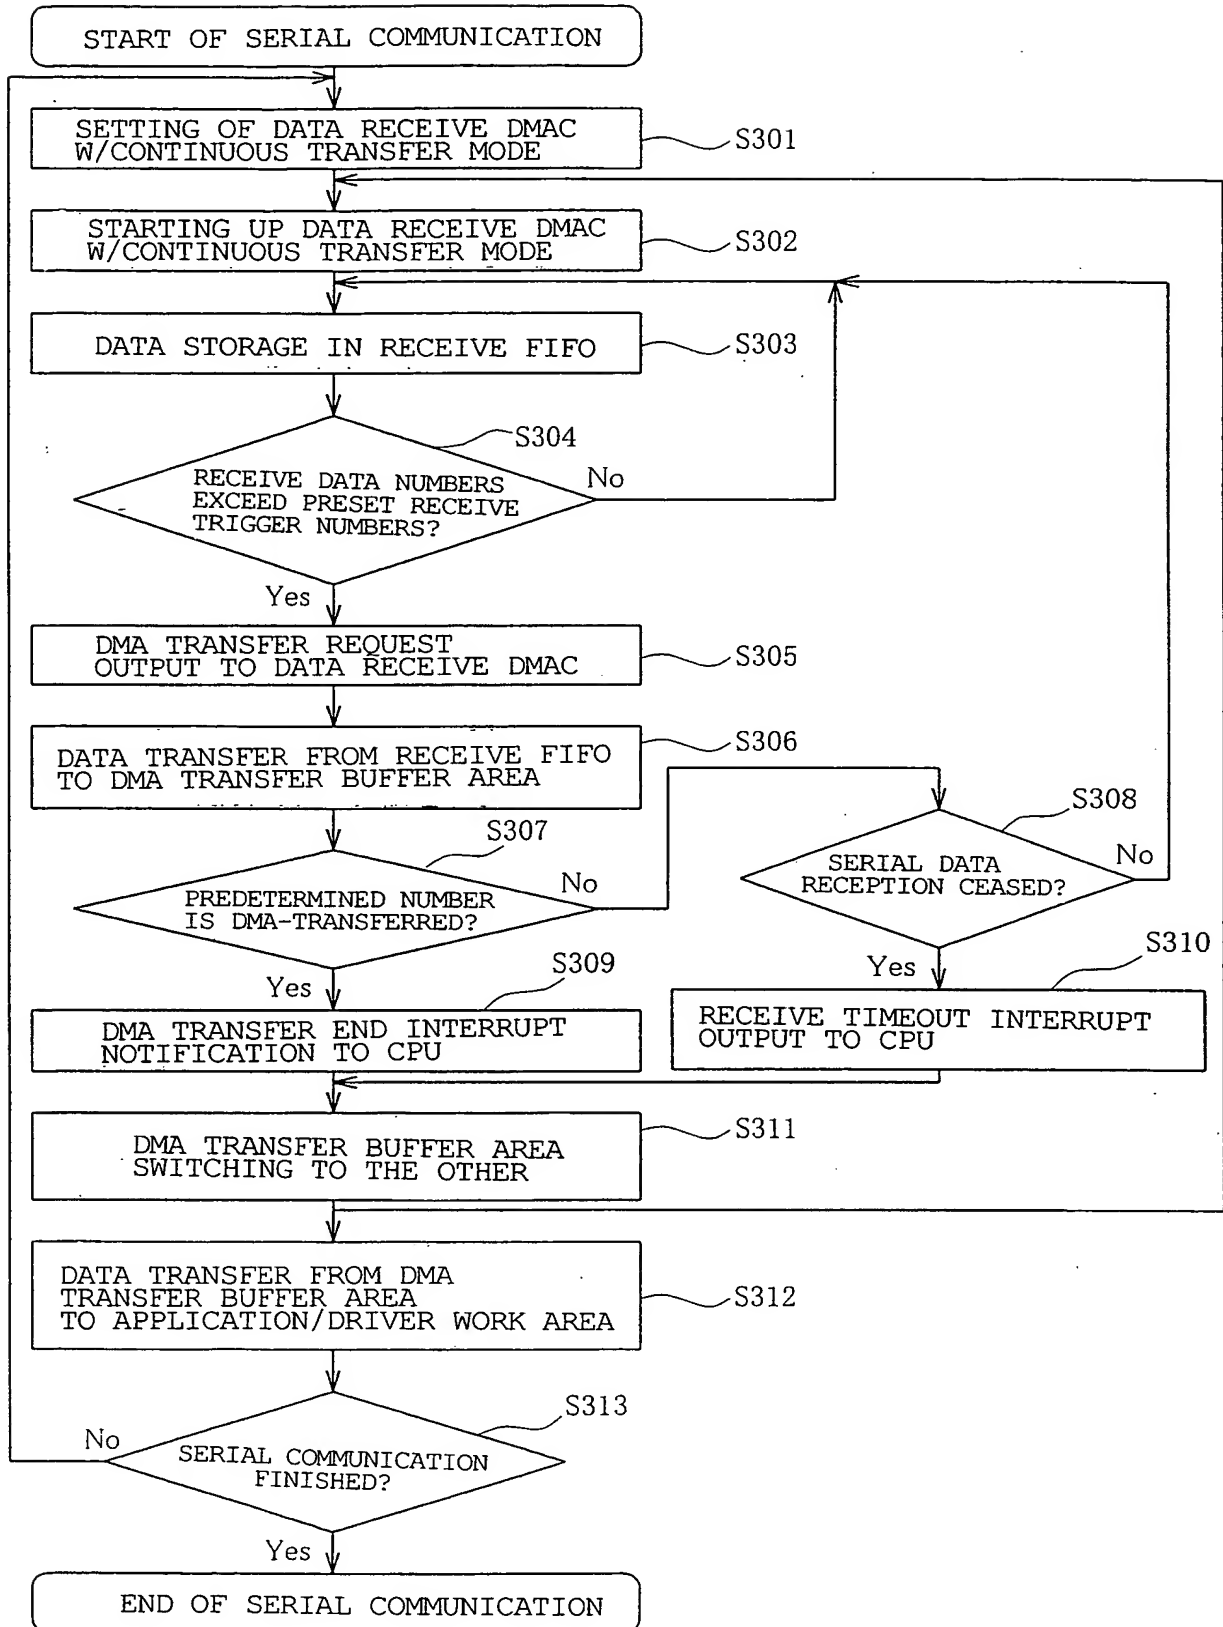 START OF SERIAL COMMUNICATION
SETTING OF DATA RECEIVE DMAC
W/CONTINUOUS TRANSFER MODE
S301
STARTING UP DATA RECEIVE DMAC
W/CONTINUOUS TRANSFER MODE
S302
DATA STORAGE IN RECEIVE FIFO
S303
S304
RECEIVE DATA NUMBERS
EXCEED PRESET RECEIVE
TRIGGER NUMBERS?
No
Yes
DMA TRANSFER REQUEST
OUTPUT TO DATA RECEIVE DMAC
S305
DATA TRANSFER FROM RECEIVE FIFO
TO DMA TRANSFER BUFFER AREA
S306
S307
PREDETERMINED NUMBER
IS DMA-TRANSFERRED?
No
S308
SERIAL DATA
RECEPTION CEASED?
No
Yes
S309
DMA TRANSFER END INTERRUPT
NOTIFICATION TO CPU
Yes
S310
RECEIVE TIMEOUT INTERRUPT
OUTPUT TO CPU
DMA TRANSFER BUFFER AREA
SWITCHING TO THE OTHER
S311
DATA TRANSFER FROM DMA
TRANSFER BUFFER AREA
TO APPLICATION/DRIVER WORK AREA
S312
S313
No
SERIAL COMMUNICATION
FINISHED?
Yes
END OF SERIAL COMMUNICATION